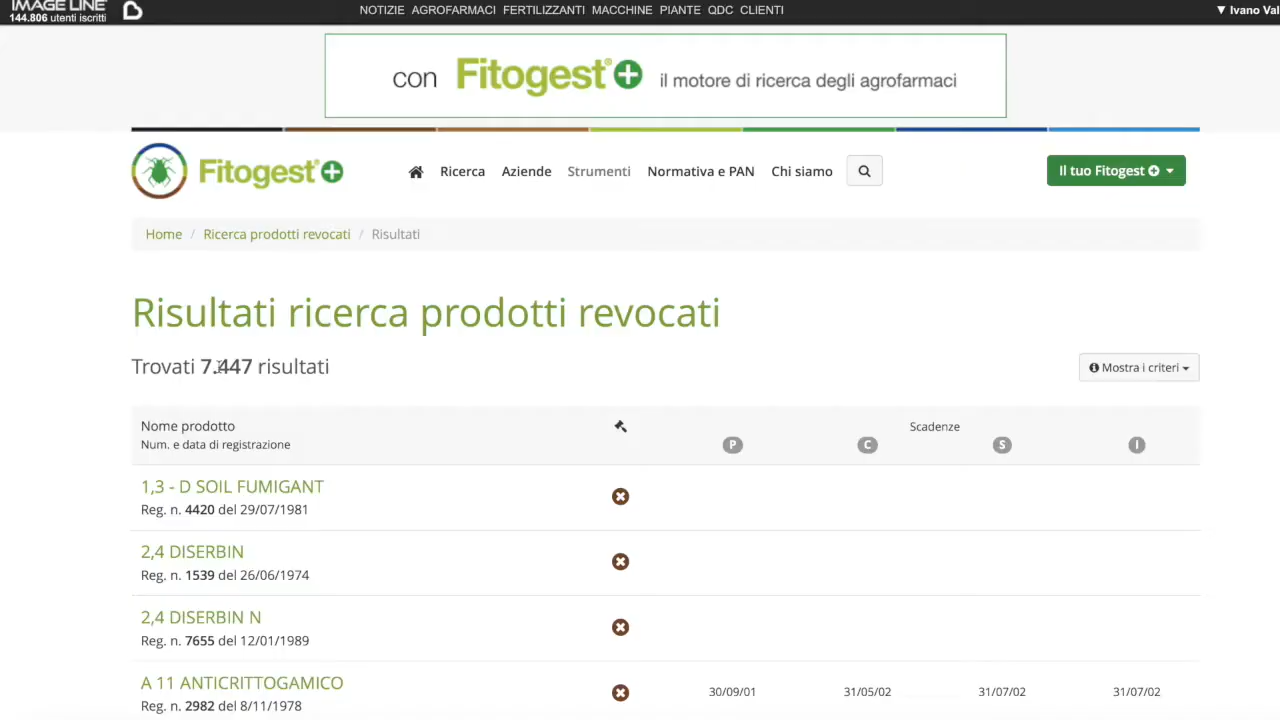 IMAGE LINE
144.806 utenti iscritti
NOTIZIE AGROFARMACI FERTILIZZANTI MACCHINE PIANTE QDC CLIENTI
▼ Ivano Val
con Fitogest® il motore di ricerca degli agrofarmaci
Fitogest®
Ricerca Aziende Strumenti Normativa e PAN Chi siamo
Il tuo Fitogest
Home / Ricerca prodotti revocati / Risultati
Risultati ricerca prodotti revocati
Trovati 7.447 risultati
Mostra i criteri
Nome prodotto
Num. e data di registrazione
Scadenze
P C S I
1,3 - D SOIL FUMIGANT
Reg. n. 4420 del 29/07/1981
2,4 DISERBIN
Reg. n. 1539 del 26/06/1974
2,4 DISERBIN N
Reg. n. 7655 del 12/01/1989
A 11 ANTICRITTOGAMICO
Reg. n. 2982 del 8/11/1978
30/09/01 31/05/02 31/07/02 31/07/02